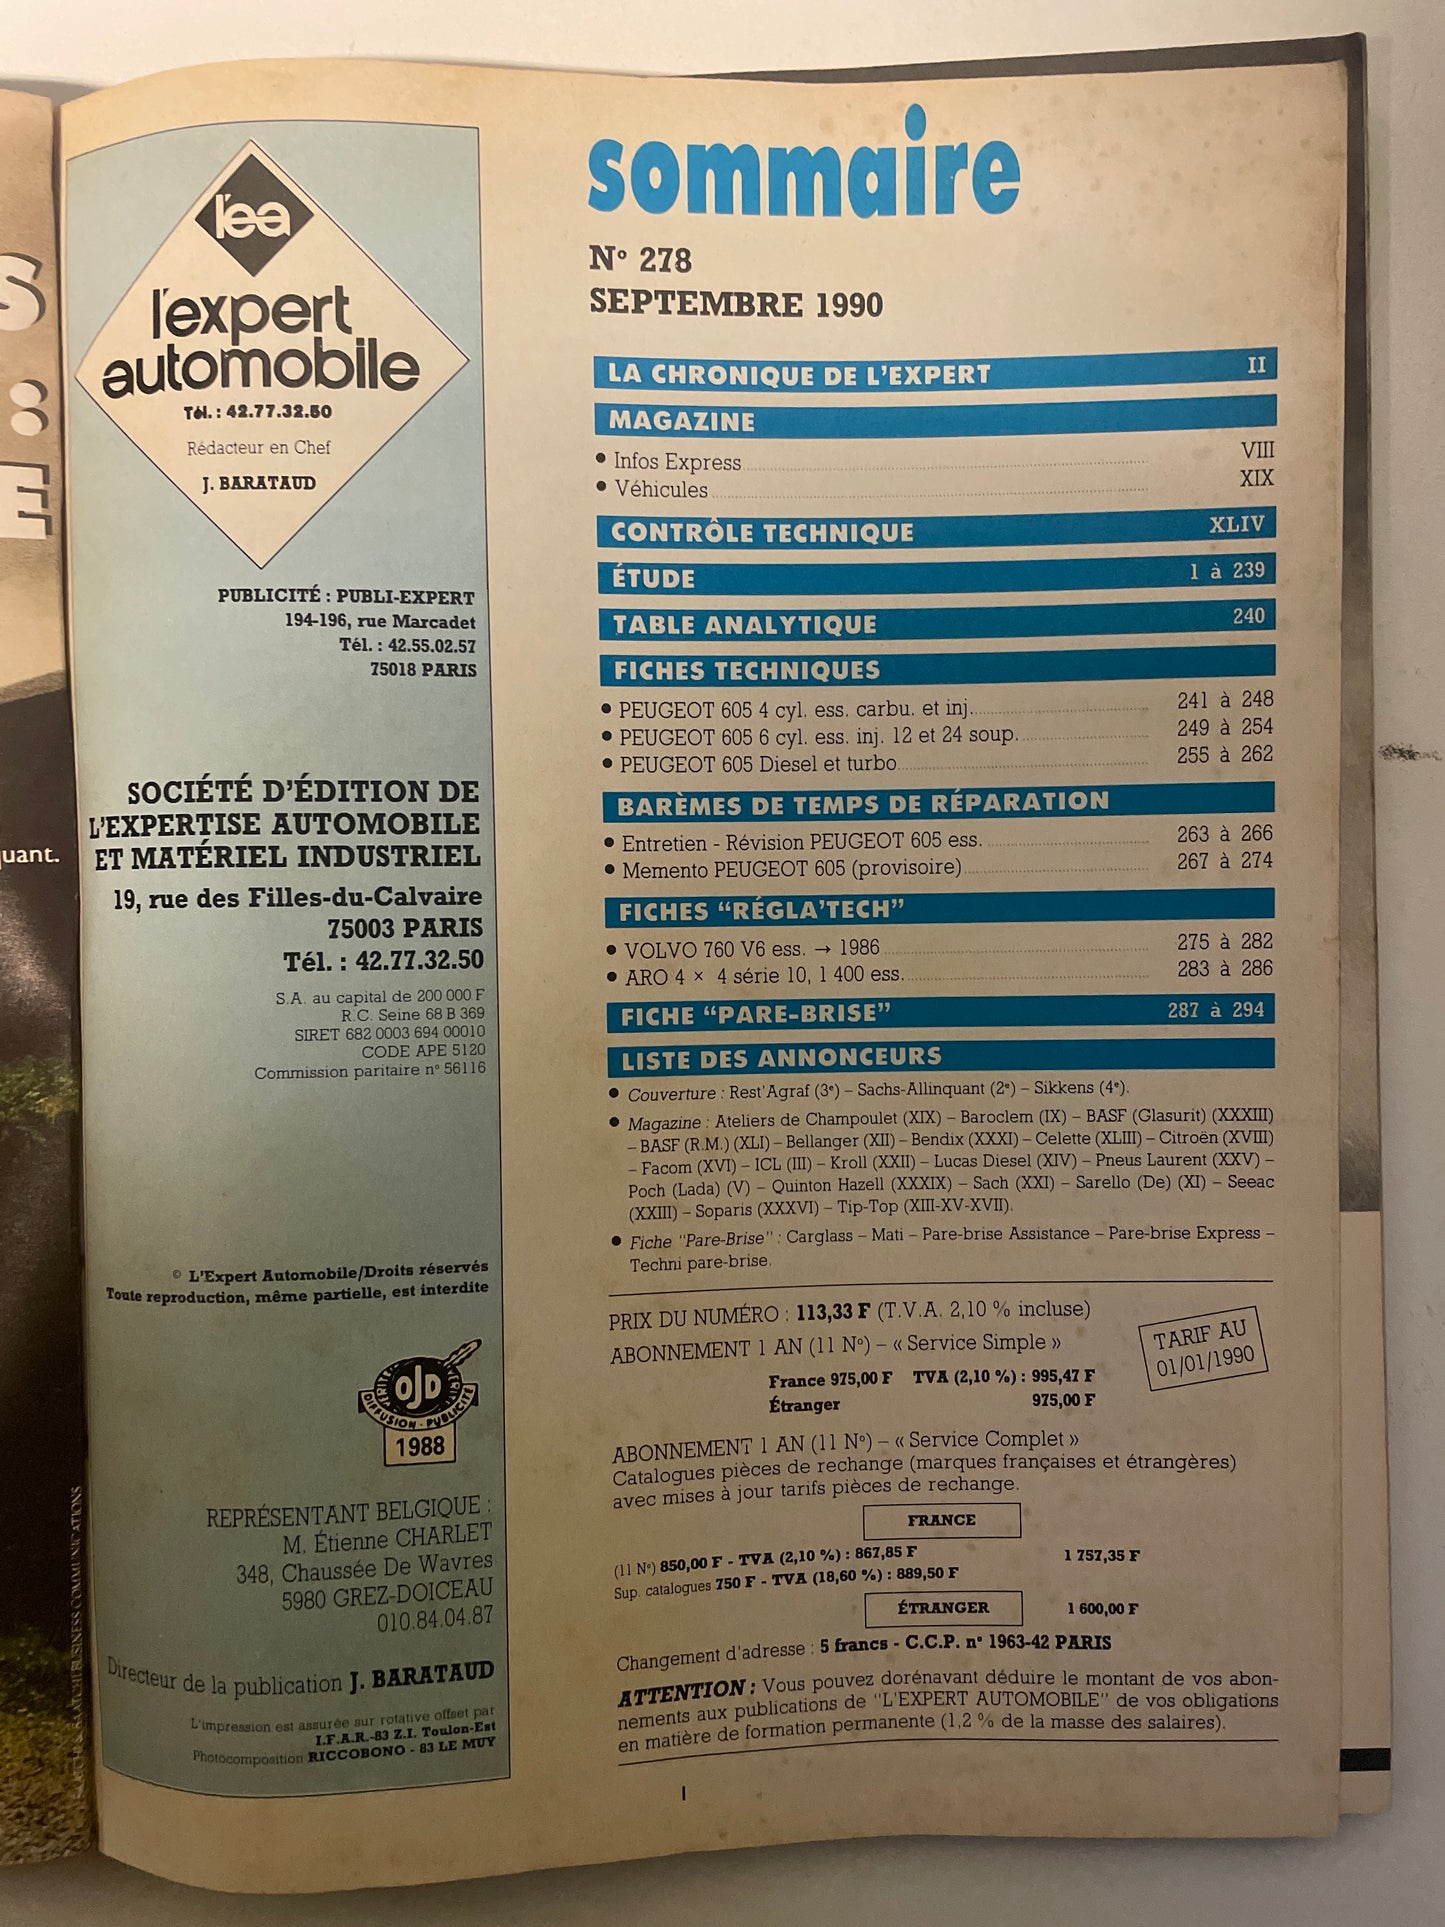 S
:
E
quant.
SAATCHI & SAATCHI BUSINESS COMMUNICATIONS
l'ea
l'expert
automobile
Tél. : 42.77.32.50
Rédacteur en Chef
J. BARATAUD
PUBLICITÉ : PUBLI-EXPERT
194-196, rue Marcadet
Tél. : 42.55.02.57
75018 PARIS
SOCIÉTÉ D'ÉDITION DE
L'EXPERTISE AUTOMOBILE
ET MATÉRIEL INDUSTRIEL
19, rue des Filles-du-Calvaire
75003 PARIS
Tél. : 42.77.32.50
S.A. au capital de 200 000 F
R.C. Seine 68 B 369
SIRET 682 0003 694 00010
CODE APE 5120
Commission paritaire n° 56116
© L'Expert Automobile/Droits réservés
Toute reproduction, même partielle, est interdite
OJD
DIFFUSION - PUBLICITÉ
1988
REPRÉSENTANT BELGIQUE :
M. Étienne CHARLET
348, Chaussée De Wavres
5980 GREZ-DOICEAU
010.84.04.87
Directeur de la publication J. BARATAUD
L'impression est assurée sur rotative offset par
I.F.A.R.-83 Z.I. Toulon-Est
Photocomposition RICCOBONO - 83 LE MUY
sommaire
N° 278
SEPTEMBRE 1990
LA CHRONIQUE DE L'EXPERT II
MAGAZINE
• Infos Express VIII
• Véhicules XIX
CONTRÔLE TECHNIQUE XLIV
ÉTUDE 1 à 239
TABLE ANALYTIQUE 240
FICHES TECHNIQUES
• PEUGEOT 605 4 cyl. ess. carbu. et inj. 241 à 248
• PEUGEOT 605 6 cyl. ess. inj. 12 et 24 soup. 249 à 254
• PEUGEOT 605 Diesel et turbo 255 à 262
BARÈMES DE TEMPS DE RÉPARATION
• Entretien - Révision PEUGEOT 605 ess. 263 à 266
• Memento PEUGEOT 605 (provisoire) 267 à 274
FICHES "RÉGLA'TECH"
• VOLVO 760 V6 ess. → 1986 275 à 282
• ARO 4 × 4 série 10, 1 400 ess. 283 à 286
FICHE "PARE-BRISE" 287 à 294
LISTE DES ANNONCEURS
• Couverture : Rest'Agraf (3e) – Sachs-Allinquant (2e) – Sikkens (4e).
• Magazine : Ateliers de Champoulet (XIX) – Baroclem (IX) – BASF (Glasurit) (XXXIII)
– BASF (R.M.) (XLI) – Bellanger (XII) – Bendix (XXXI) – Celette (XLIII) – Citroën (XVIII)
– Facom (XVI) – ICL (III) – Kroll (XXII) – Lucas Diesel (XIV) – Pneus Laurent (XXV) –
Poch (Lada) (V) – Quinton Hazell (XXXIX) – Sach (XXI) – Sarello (De) (XI) – Seeac
(XXIII) – Soparis (XXXVI) – Tip-Top (XIII-XV-XVII).
• Fiche "Pare-Brise" : Carglass – Mati – Pare-brise Assistance – Pare-brise Express –
Techni pare-brise.
PRIX DU NUMÉRO : 113,33 F (T.V.A. 2,10 % incluse)
ABONNEMENT 1 AN (11 N°) – « Service Simple »
TARIF AU
01/01/1990
France 975,00 F TVA (2,10 %) : 995,47 F
Étranger 975,00 F
ABONNEMENT 1 AN (11 N°) – « Service Complet »
Catalogues pièces de rechange (marques françaises et étrangères)
avec mises à jour tarifs pièces de rechange.
FRANCE
(11 N°) 850,00 F - TVA (2,10 %) : 867,85 F 1 757,35 F
Sup. catalogues 750 F - TVA (18,60 %) : 889,50 F
ÉTRANGER 1 600,00 F
Changement d'adresse : 5 francs - C.C.P. n° 1963-42 PARIS
ATTENTION : Vous pouvez dorénavant déduire le montant de vos abon-
nements aux publications de "L'EXPERT AUTOMOBILE" de vos obligations
en matière de formation permanente (1,2 % de la masse des salaires).
I